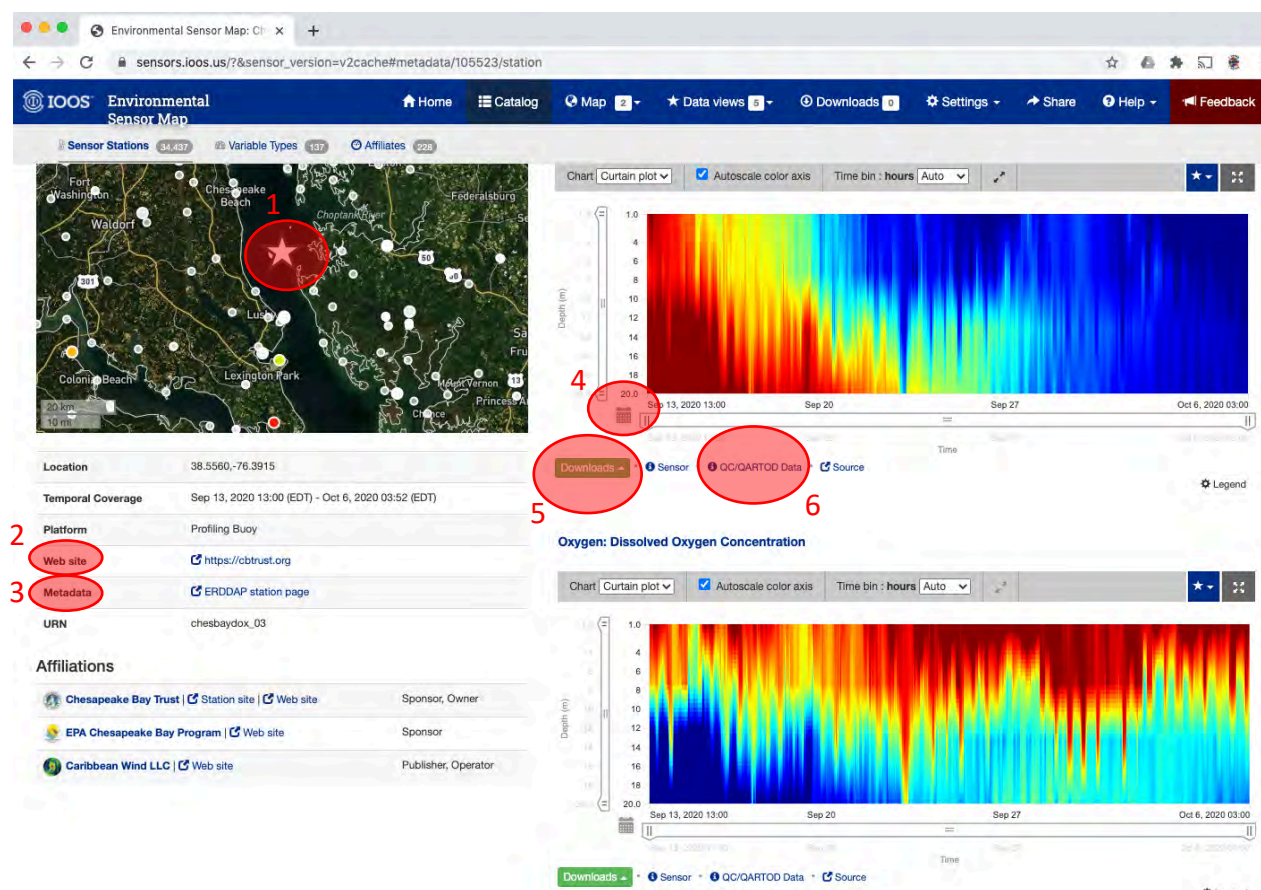 Environmental Sensor Map: Ch
sensors.ioos.us/?&sensor_version=v2cache#metadata/105523/station
IOOS Environmental Sensor Map
Home Catalog Map 2 Data views 5 Downloads 0 Settings Share Help Feedback
Sensor Stations 34,437 Variable Types 137 Affiliates 228
Fort Washington
Chesapeake Beach
Federalsburg
1
Choptank River
Waldorf
50
50
301
Lusby
Colonial Beach
Lexington Park
Mount Vernon
13
Princess A
Chance
20 km
10 mi
Location 38.5560,-76.3915
Temporal Coverage Sep 13, 2020 13:00 (EDT) - Oct 6, 2020 03:52 (EDT)
Platform Profiling Buoy
2
Web site https://cbtrust.org
3
Metadata ERDDAP station page
URN chesbaydox_03
Affiliations
Chesapeake Bay Trust | Station site | Web site Sponsor, Owner
EPA Chesapeake Bay Program | Web site Sponsor
Caribbean Wind LLC | Web site Publisher, Operator
Chart Curtain plot Autoscale color axis Time bin : hours Auto
Depth (m)
1.0
4
6
8
10
12
14
16
18
20.0
4
Sep 13, 2020 13:00 Sep 20 Sep 27 Oct 6, 2020 03:00
Time
Downloads Sensor QC/QARTOD Data Source
5
6
Legend
Oxygen: Dissolved Oxygen Concentration
Chart Curtain plot Autoscale color axis Time bin : hours Auto
Depth (m)
1.0
4
6
8
10
12
14
16
18
20.0
Sep 13, 2020 13:00 Sep 20 Sep 27 Oct 6, 2020 03:00
Time
Downloads Sensor QC/QARTOD Data Source